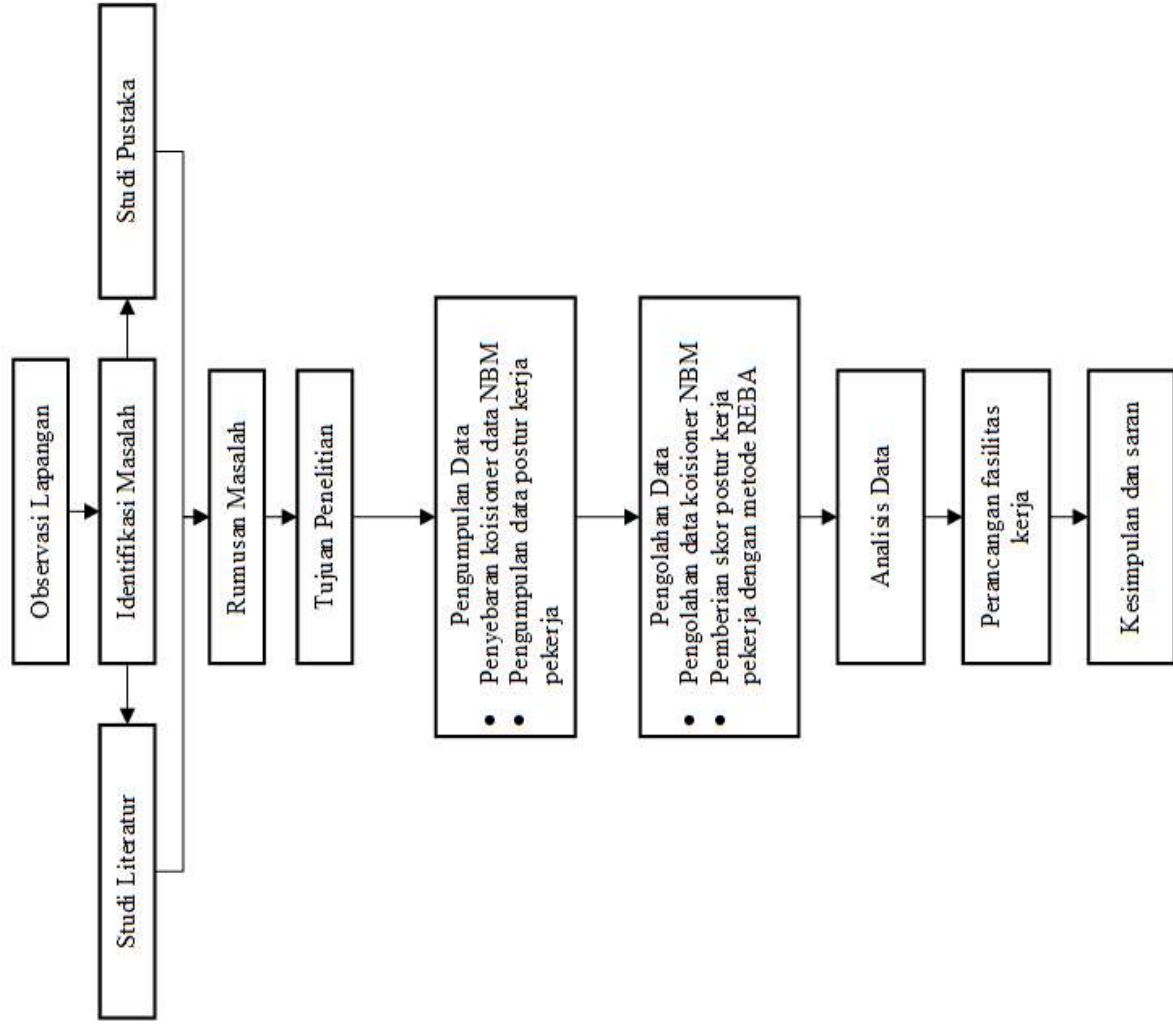 Observasi Lapangan
Studi Literatur
Identifikasi Masalah
Studi Pustaka
Rumusan Masalah
Tujuan Penelitian
Pengumpulan Data
• Penyebaran koisioner data NBM
• Pengumpulan data postur kerja
pekerja
Pengolahan Data
• Pengolahan data koisioner NBM
• Pemberian skor postur kerja
pekerja dengan metode REBA
Analisis Data
Perancangan fasilitas
kerja
Kesimpulan dan saran